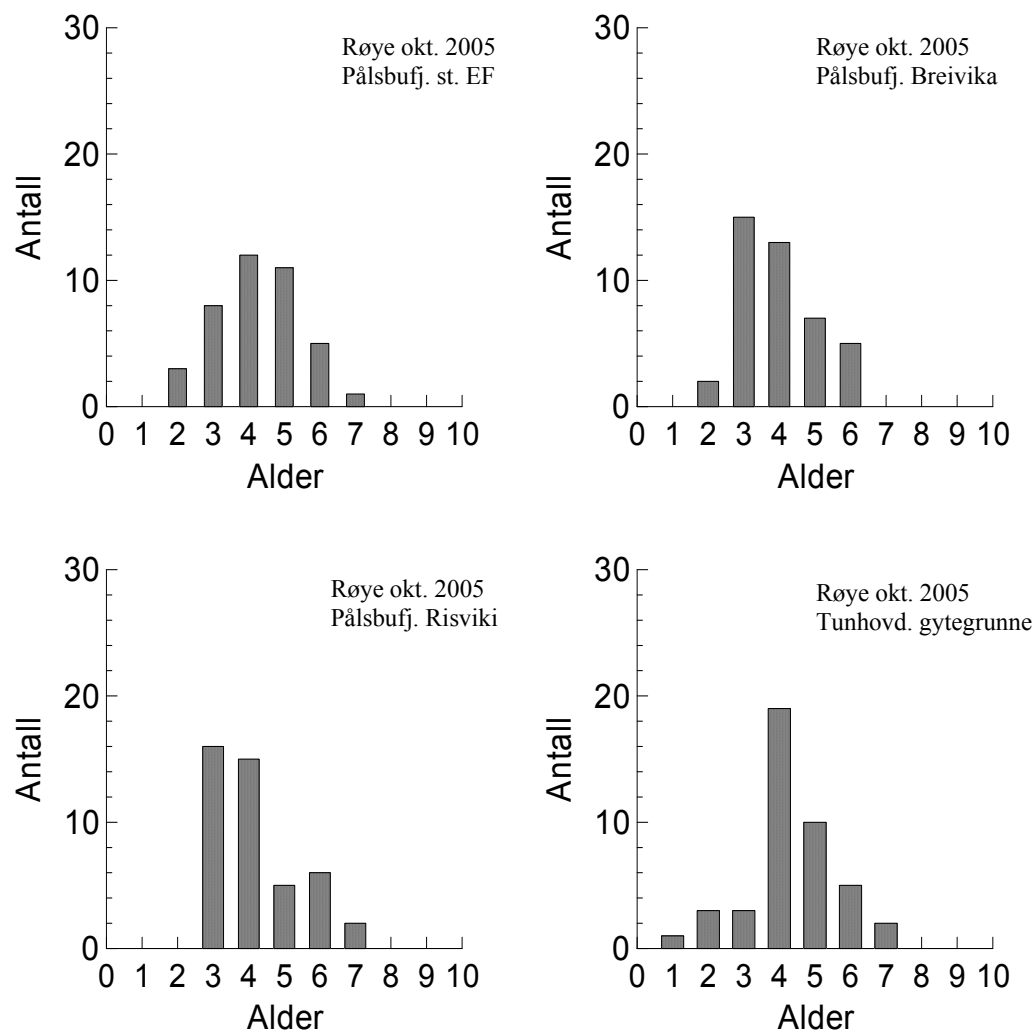 Røye okt. 2005
Pålsbufj. st. EF
30
20
10
0
Antall
0 1 2 3 4 5 6 7 8 9 10
Alder
Røye okt. 2005
Pålsbufj. Breivika
30
20
10
0
Antall
0 1 2 3 4 5 6 7 8 9 10
Alder
Røye okt. 2005
Pålsbufj. Risviki
30
20
10
0
Antall
0 1 2 3 4 5 6 7 8 9 10
Alder
Røye okt. 2005
Tunhovd. gytegrunne
30
20
10
0
Antall
0 1 2 3 4 5 6 7 8 9 10
Alder